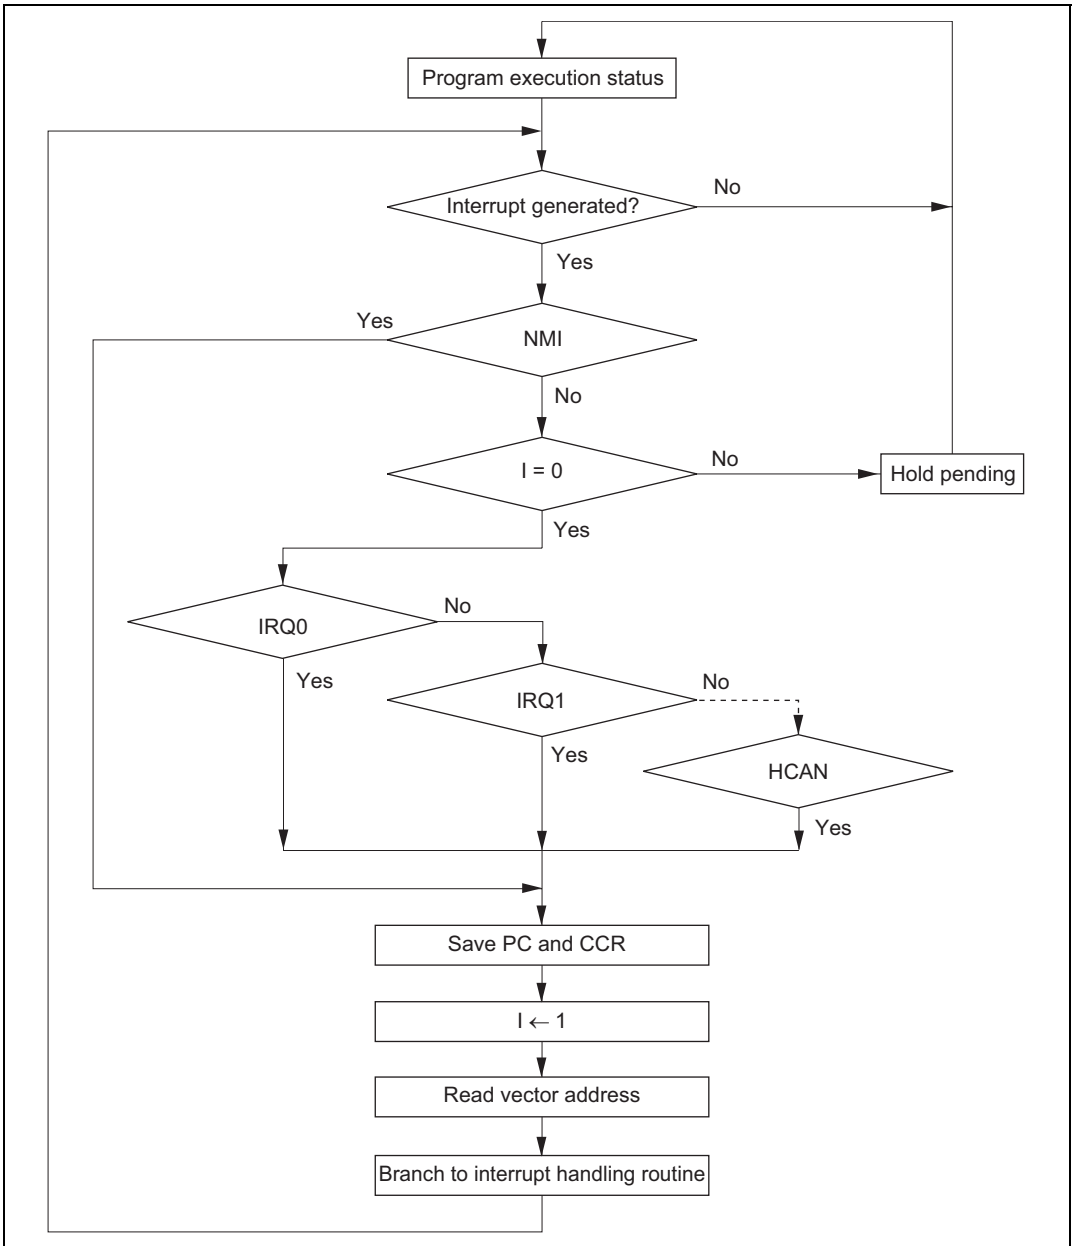 Program execution status
Interrupt generated?
No
Yes
Yes
NMI
No
I = 0
No
Hold pending
Yes
IRQ0
No
Yes
IRQ1
No
Yes
HCAN
Yes
Save PC and CCR
I ← 1
Read vector address
Branch to interrupt handling routine